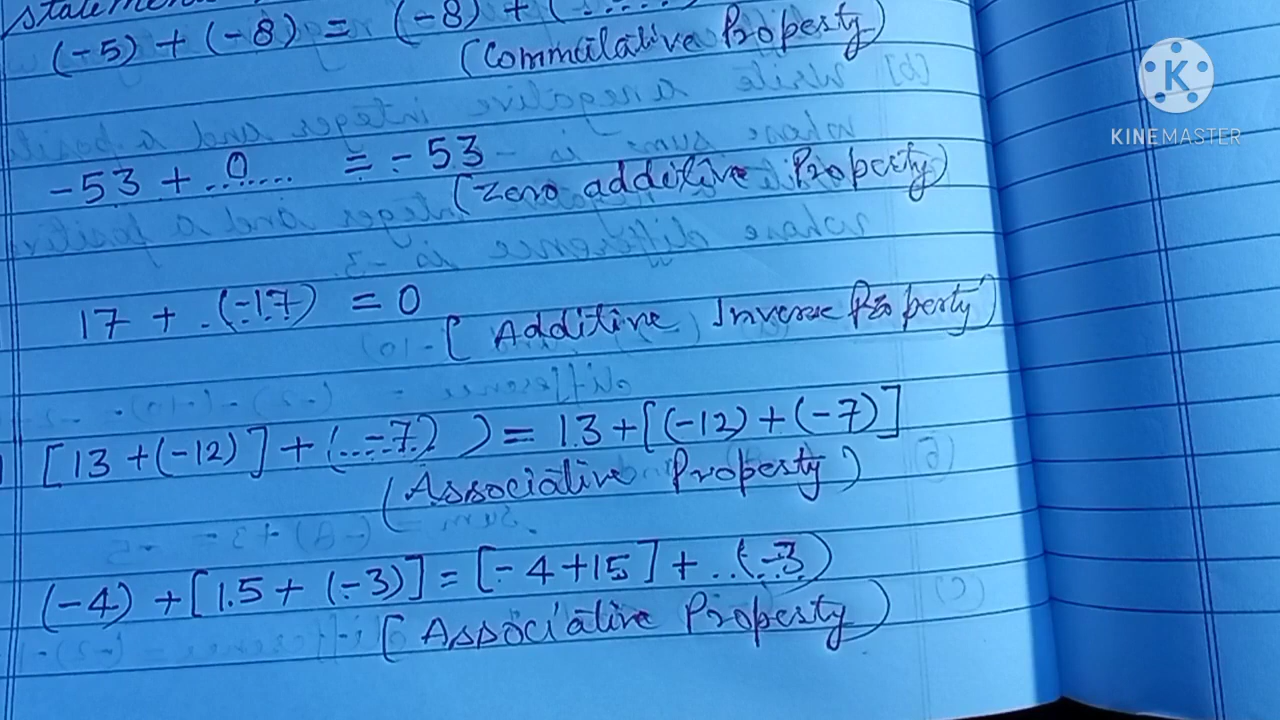 statement
(-5) + (-8) = (-8) + (......)
(Commutative Property)
-53 + ..0..... = -53
(Zero additive Property)
17 + .(-17) = 0
[ Additive Inverse Property)
[13 + (-12)] + (....-7..) ) = 13 + [(-12) + (-7)]
(Associative Property)
(-4) + [15 + (-3)] = [-4 + 15] + ..(-3)
[ Associative Property)
KINEMASTER